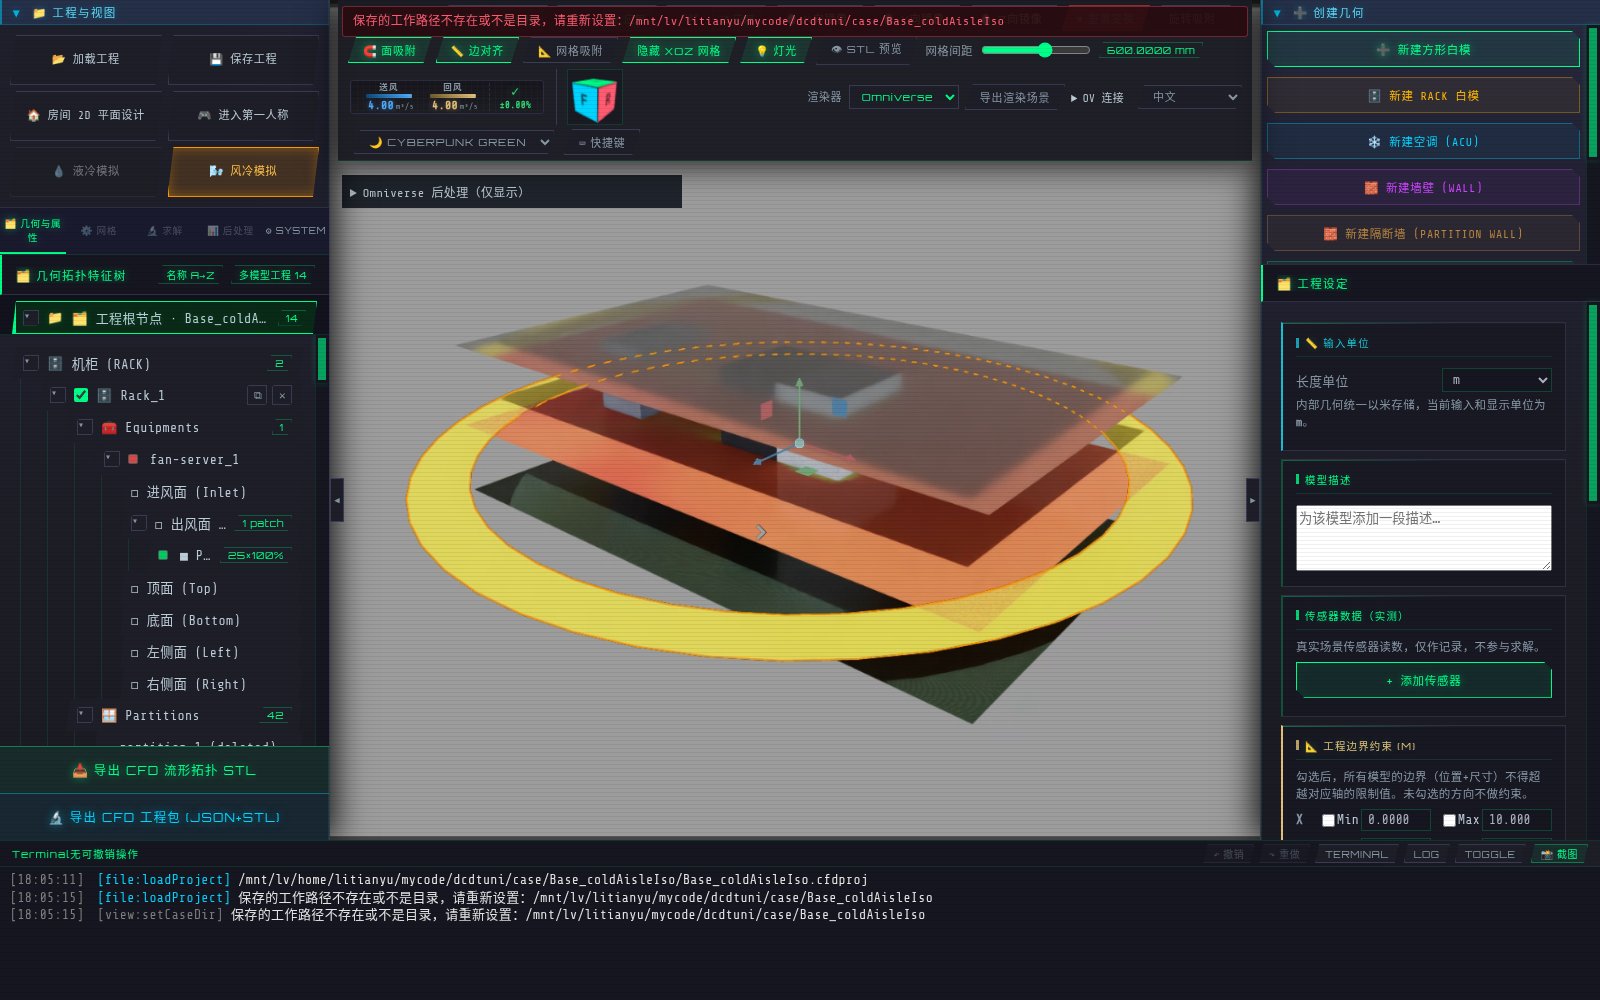 ▼ 📁 工程与视图
📂 加载工程
💾 保存工程
🏠 房间 2D 平面设计
🎮 进入第一人称
💧 液冷模拟
🌬️ 风冷模拟
🗂️ 几何与属性
⚙️ 网格
🔬 求解
📊 后处理
⚙ SYSTEM
🗂️ 几何拓扑特征树
名称 A→Z
多模型工程 14
📁 🗂️ 工程根节点 · Base_coldA… 14
🗄️ 机柜 (RACK) 2
🗄️ Rack_1
🧰 Equipments 1
fan-server_1
□ 进风面 (Inlet)
□ 出风面 … 1 patch
■ P… 25×100%
□ 顶面 (Top)
□ 底面 (Bottom)
□ 左侧面 (Left)
□ 右侧面 (Right)
🪟 Partitions 42
📥 导出 CFD 流形拓扑 STL
🔬 导出 CFD 工程包 (JSON+STL)
保存的工作路径不存在或不是目录，请重新设置：/mnt/lv/litianyu/mycode/dcdtuni/case/Base_coldAisleIso
🧲 面吸附
📏 边对齐
📐 网格吸附
隐藏 XOZ 网格
💡 灯光
👁 STL 预览
网格间距
600.0000 mm
送风
4.00 m³/s
回风
4.00 m³/s
✓
±0.00%
F
渲染器
Omniverse
导出渲染场景
▶ OV 连接
中文
🌙 CYBERPUNK GREEN
⌨ 快捷键
▶ Omniverse 后处理（仅显示）
▼ ➕ 创建几何
➕ 新建方形白模
🗄️ 新建 RACK 白模
❄️ 新建空调 (ACU)
🧱 新建墙壁 (WALL)
🧱 新建隔断墙 (PARTITION WALL)
🗂️ 工程设定
📏 输入单位
长度单位
m
内部几何统一以米存储，当前输入和显示单位为
m。
模型描述
为该模型添加一段描述…
传感器数据（实测）
真实场景传感器读数，仅作记录，不参与求解。
+ 添加传感器
📐 工程边界约束 (M)
勾选后，所有模型的边界（位置+尺寸）不得超
越对应轴的限制值。未勾选的方向不做约束。
X Min 0.0000 Max 10.000
Terminal无可撤销操作
↶ 撤销
↷ 重做
TERMINAL
LOG
TOGGLE
📸 截图
[18:05:11] [file:loadProject] /mnt/lv/home/litianyu/mycode/dcdtuni/case/Base_coldAisleIso/Base_coldAisleIso.cfdproj
[18:05:15] [file:loadProject] 保存的工作路径不存在或不是目录，请重新设置：/mnt/lv/litianyu/mycode/dcdtuni/case/Base_coldAisleIso
[18:05:15] [view:setCaseDir] 保存的工作路径不存在或不是目录，请重新设置：/mnt/lv/litianyu/mycode/dcdtuni/case/Base_coldAisleIso